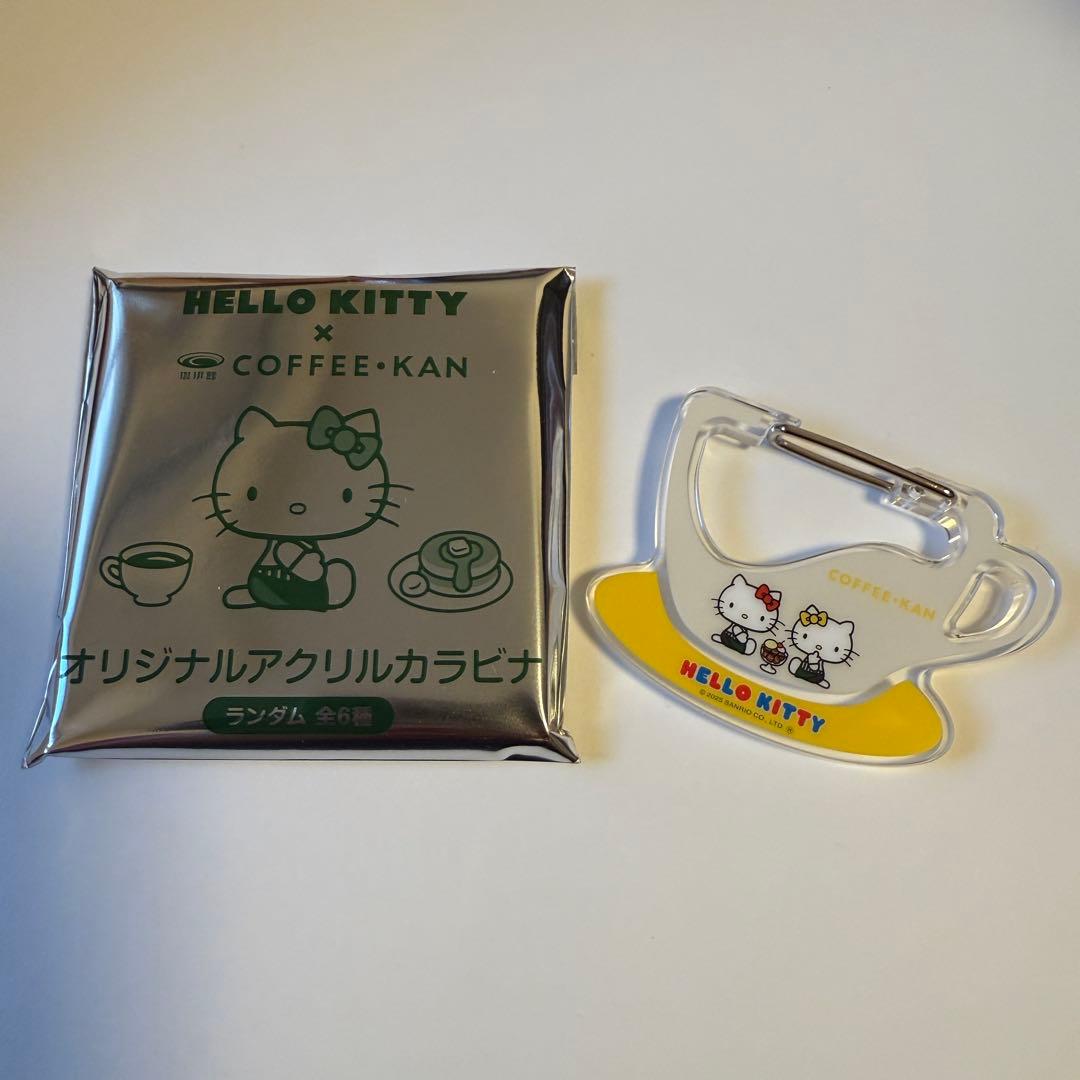 HELLO KITTY
×
珈琲館 COFFEE・KAN
オリジナルアクリルカラビナ
ランダム 全6種
COFFEE・KAN
HELLO KITTY
© 2025 SANRIO CO., LTD. ®